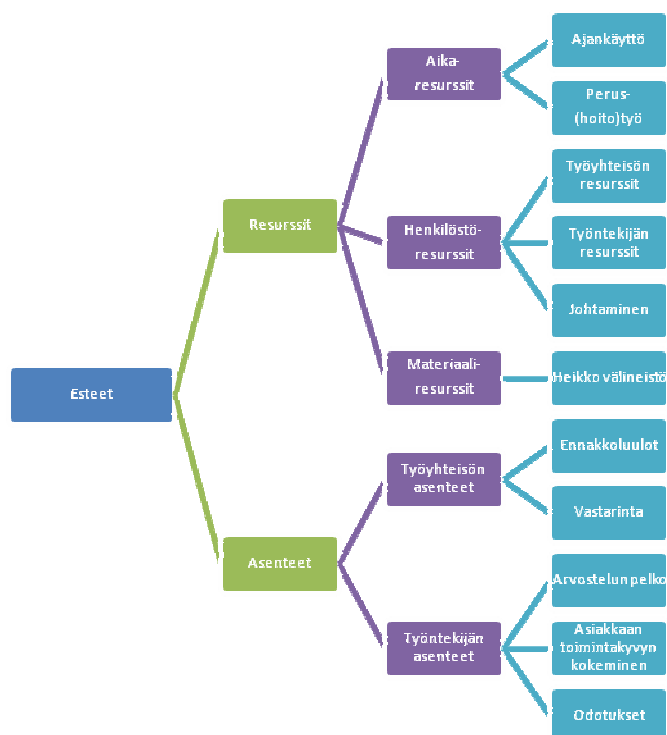 Esteet
Resurssit
Aika-
resurssit
Ajankäyttö
Perus-
(hoito)työ
Henkilöstö-
resurssit
Työyhteisön
resurssit
Työntekijän
resurssit
Johtaminen
Materiaali-
resurssit
Heikko välineistö
Asenteet
Työyhteisön
asenteet
Ennakkoluulot
Vastarinta
Työntekijän
asenteet
Arvostelun pelko
Asiakkaan
toimintakyvyn
kokeminen
Odotukset